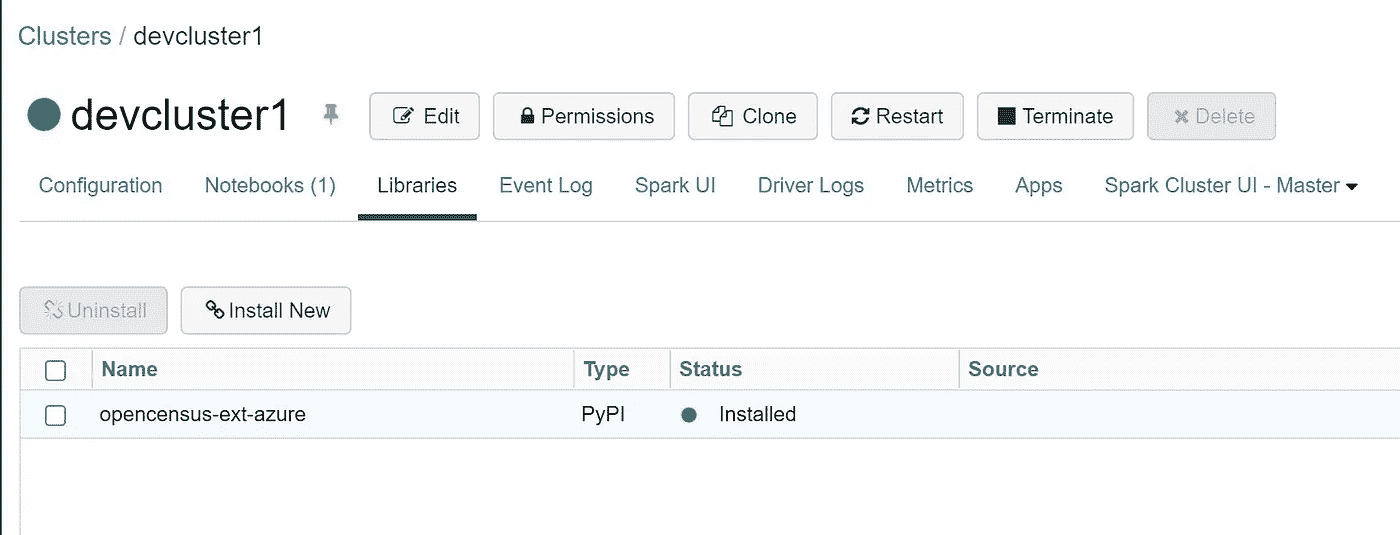 Clusters / devcluster1
devcluster1 Edit Permissions Clone Restart Terminate Delete
Configuration Notebooks (1) Libraries Event Log Spark UI Driver Logs Metrics Apps Spark Cluster UI - Master
Uninstall Install New
Name Type Status Source
opencensus-ext-azure PyPI Installed